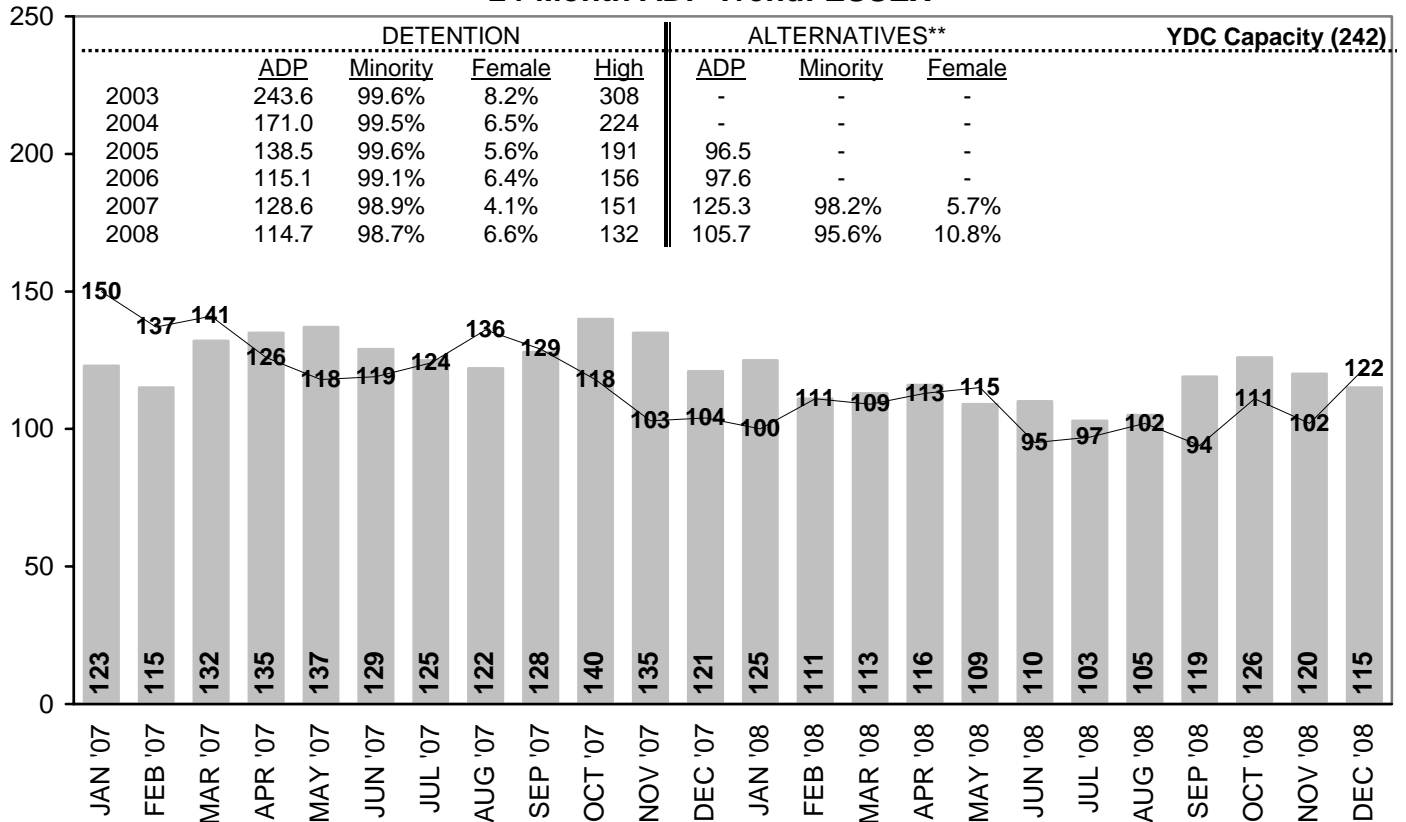 24 Month ADP Trend: ESSEX
250
DETENTION ALTERNATIVES** YDC Capacity (242)
ADP Minority Female High ADP Minority Female
2003 243.6 99.6% 8.2% 308 - - -
2004 171.0 99.5% 6.5% 224 - - -
200
2005 138.5 99.6% 5.6% 191 96.5 - -
2006 115.1 99.1% 6.4% 156 97.6 - -
2007 128.6 98.9% 4.1% 151 125.3 98.2% 5.7%
2008 114.7 98.7% 6.6% 132 105.7 95.6% 10.8%
150
150 137 141 126 118 119 124 136 129 118 103 104 100 111 109 113 115 95 97 102 94 111 102 122
100
50
123 115 132 135 137 129 125 122 128 140 135 121 125 111 113 116 109 110 103 105 119 126 120 115
0
JAN '07 FEB '07 MAR '07 APR '07 MAY '07 JUN '07 JUL '07 AUG '07 SEP '07 OCT '07 NOV '07 DEC '07 JAN '08 FEB '08 MAR '08 APR '08 MAY '08 JUN '08 JUL '08 AUG '08 SEP '08 OCT '08 NOV '08 DEC '08